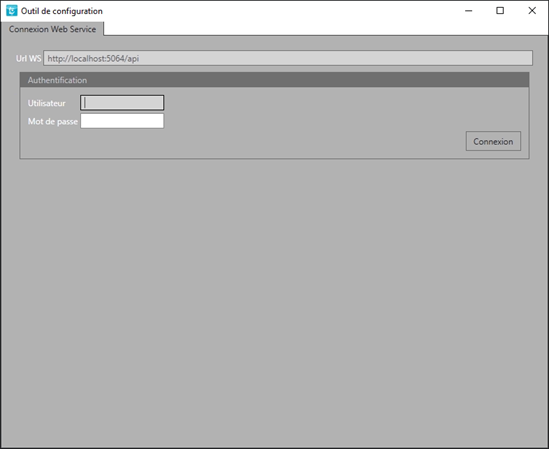 Outil de configuration
Connexion Web Service
Url WS http://localhost:5064/api
Authentification
Utilisateur
Mot de passe
Connexion